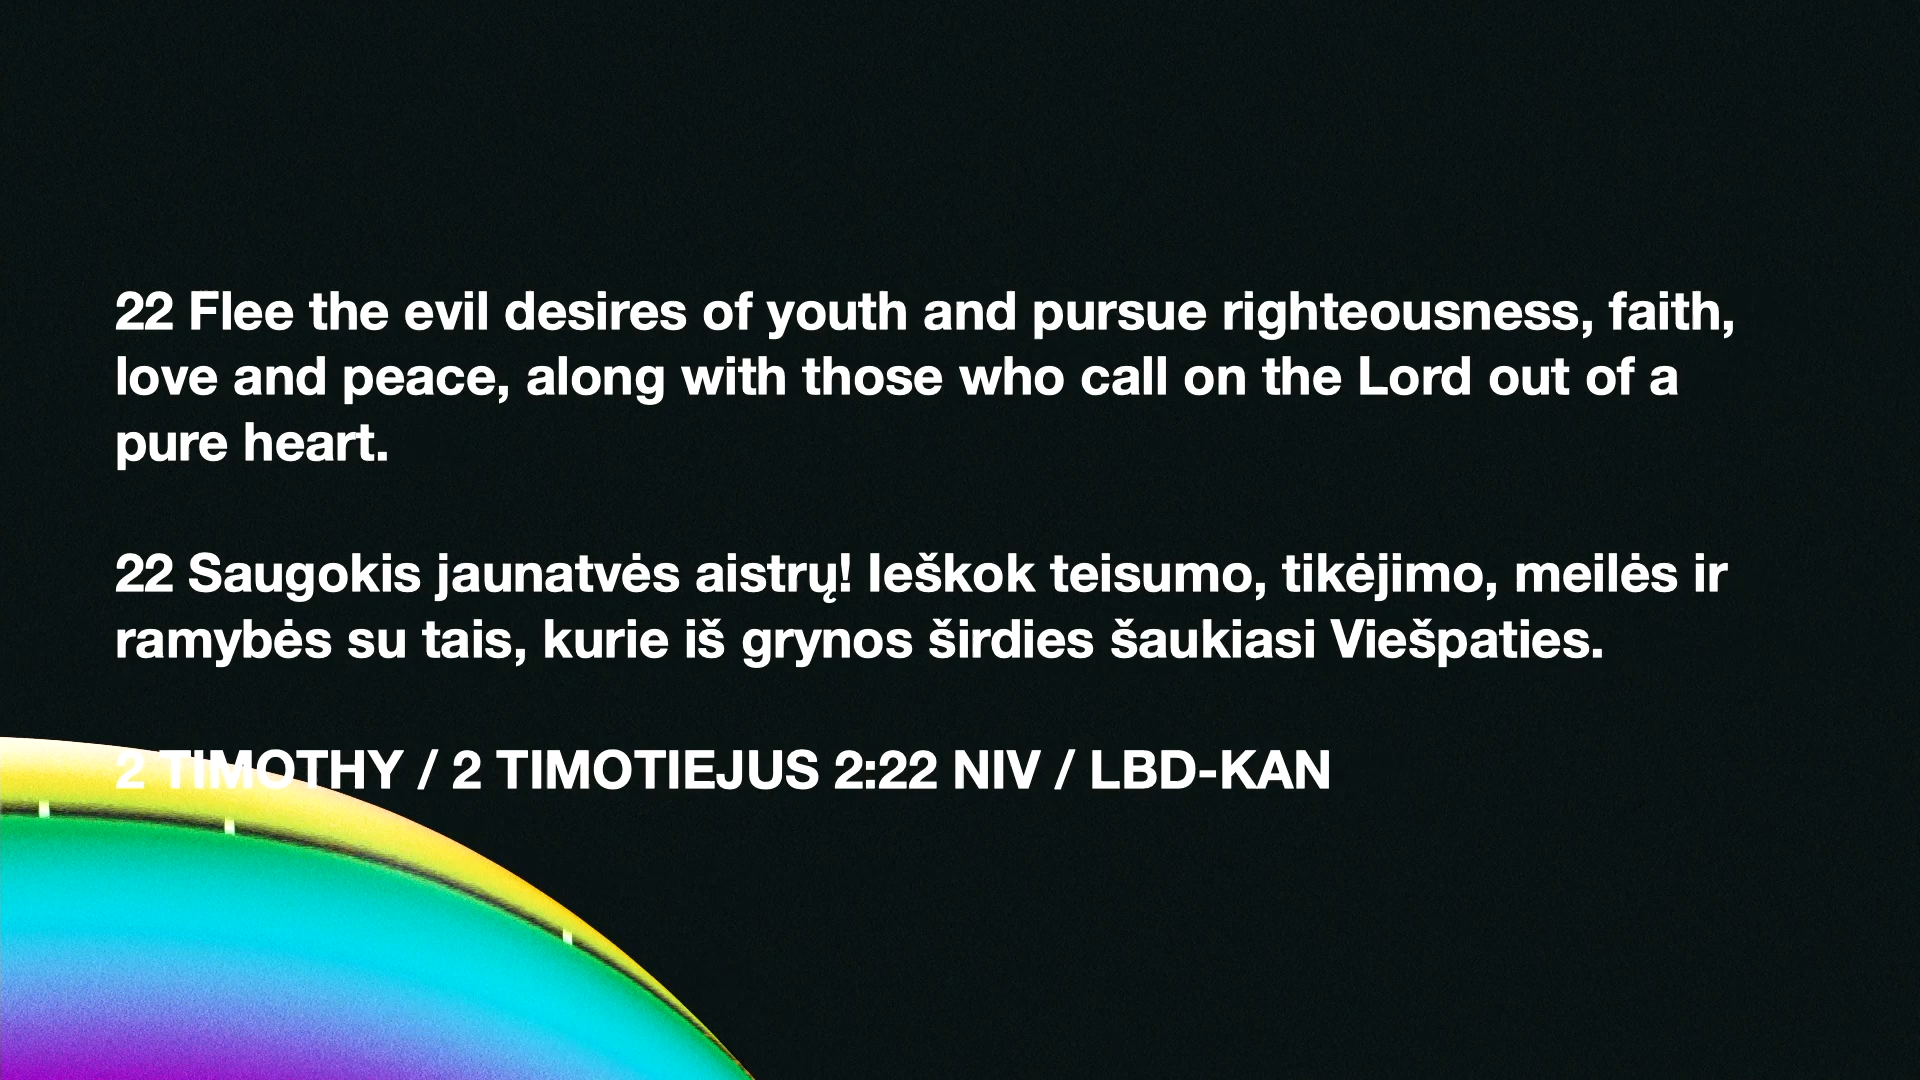 22 Flee the evil desires of youth and pursue righteousness, faith,
love and peace, along with those who call on the Lord out of a
pure heart.
22 Saugokis jaunatvės aistrų! Ieškok teisumo, tikėjimo, meilės ir
ramybės su tais, kurie iš grynos širdies šaukiasi Viešpaties.
2 TIMOTHY / 2 TIMOTIEJUS 2:22 NIV / LBD-KAN